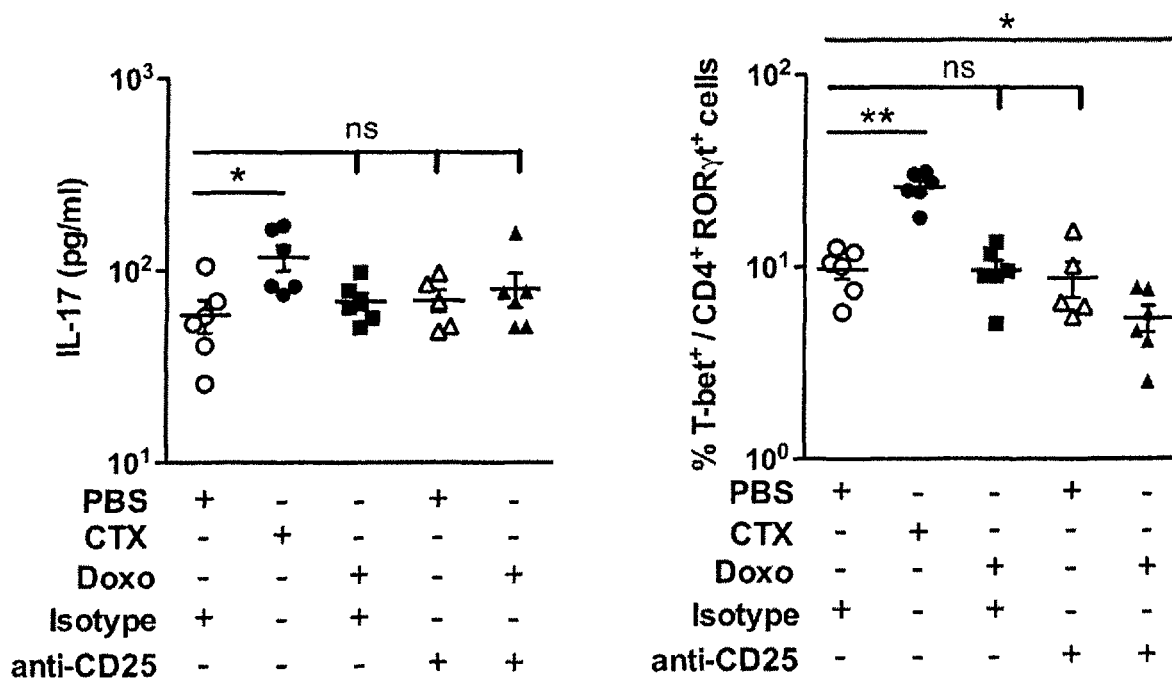 IL-17 (pg/ml)
10³
10²
10¹
ns
*
PBS + - - + -
CTX - + - - -
Doxo - - + - +
Isotype + - + - -
anti-CD25 - - - + +
% T-bet⁺ / CD4⁺ RORγt⁺ cells
10²
10¹
10⁰
*
ns
**
PBS + - - + -
CTX - + - - -
Doxo - - + - +
Isotype + - + - -
anti-CD25 - - - + +